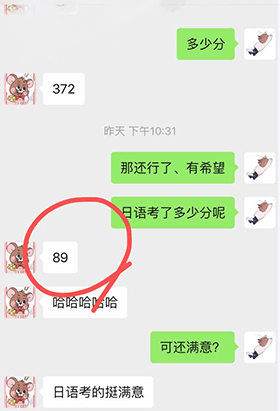 多少分
372
昨天 下午10:31
那还行了、有希望
日语考了多少分呢
89
哈哈哈哈哈
可还满意?
日语考的挺满意